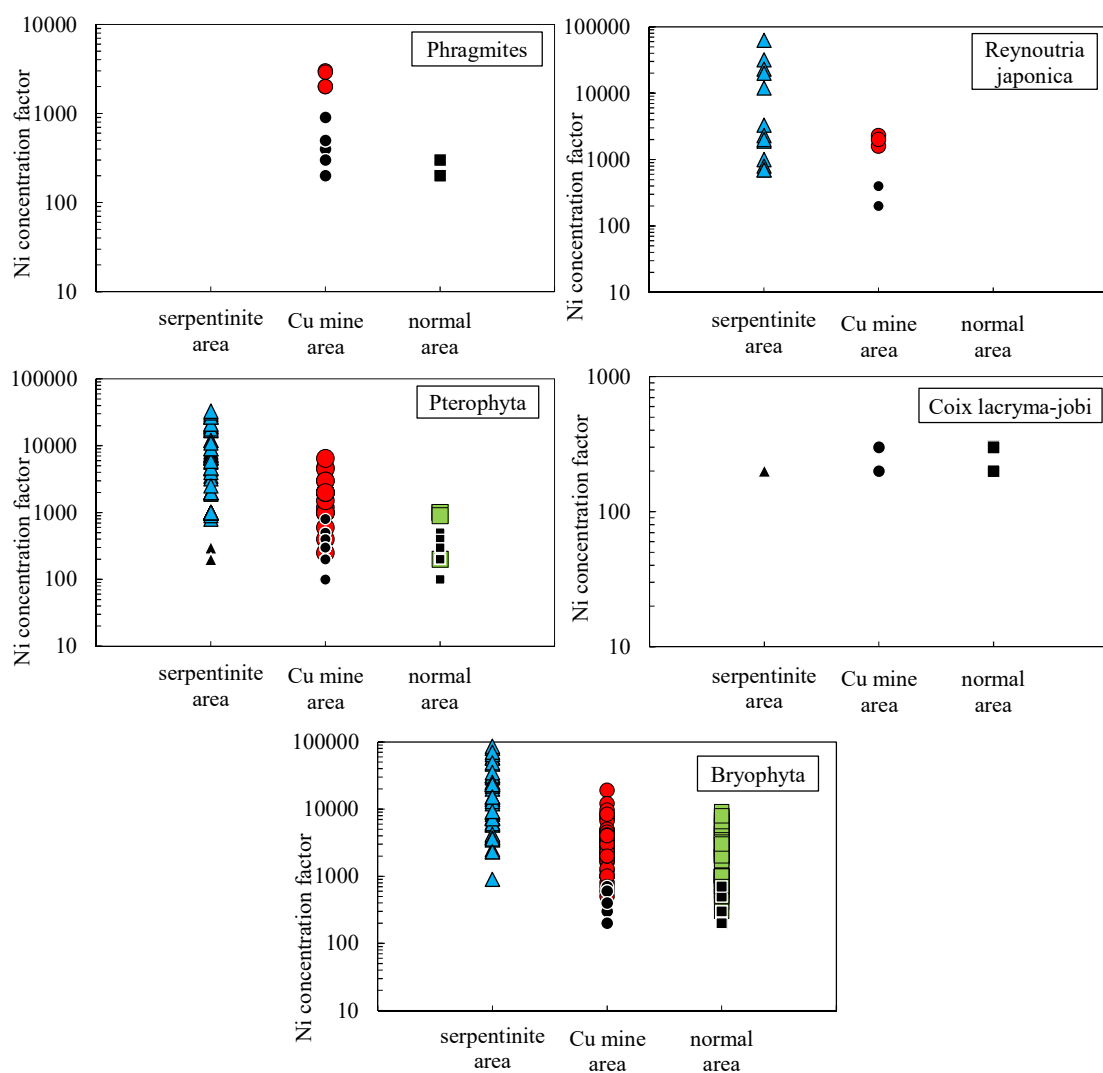 Phragmites
Ni concentration factor
10000
1000
100
10
serpentinite
area
Cu mine
area
normal
area
Reynoutria
japonica
Ni concentration factor
100000
10000
1000
100
10
serpentinite
area
Cu mine
area
normal
area
Pterophyta
Ni concentration factor
100000
10000
1000
100
10
serpentinite
area
Cu mine
area
normal
area
Coix lacryma-jobi
Ni concentration factor
1000
100
10
serpentinite
area
Cu mine
area
normal
area
Bryophyta
Ni concentration factor
100000
10000
1000
100
10
serpentinite
area
Cu mine
area
normal
area